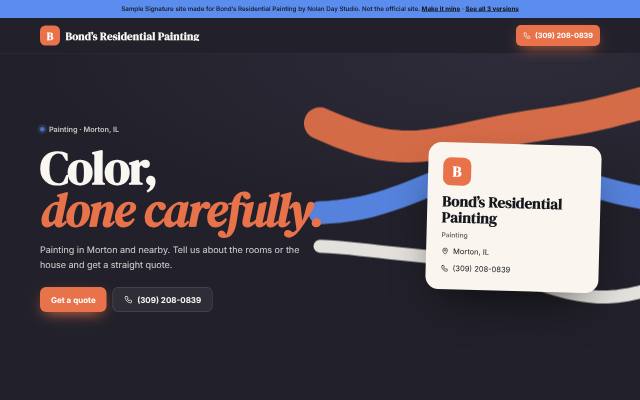 Sample Signature site made for Bond's Residential Painting by Nolan Day Studio. Not the official site. Make it mine · See all 3 versions
B Bond's Residential Painting
(309) 208-0839
Painting · Morton, IL
Color,
done carefully.
Painting in Morton and nearby. Tell us about the rooms or the
house and get a straight quote.
Get a quote
(309) 208-0839
B
Bond's Residential
Painting
Painting
Morton, IL
(309) 208-0839